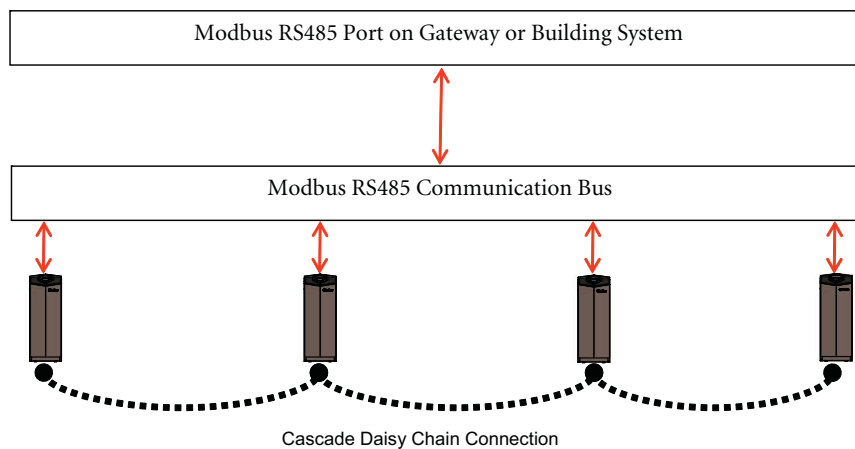 Modbus RS485 Port on Gateway or Building System
Modbus RS485 Communication Bus
Cascade Daisy Chain Connection